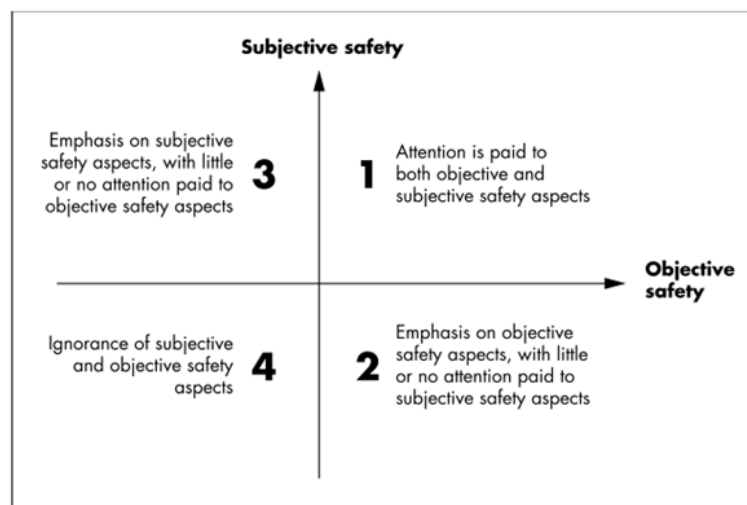 Subjective safety
Emphasis on subjective
safety aspects, with little
or no attention paid to
objective safety aspects
3
1
Attention is paid to
both objective and
subjective safety aspects
Objective
safety
Ignorance of subjective
and objective safety
aspects
4
2
Emphasis on objective
safety aspects, with little
or no attention paid to
subjective safety aspects